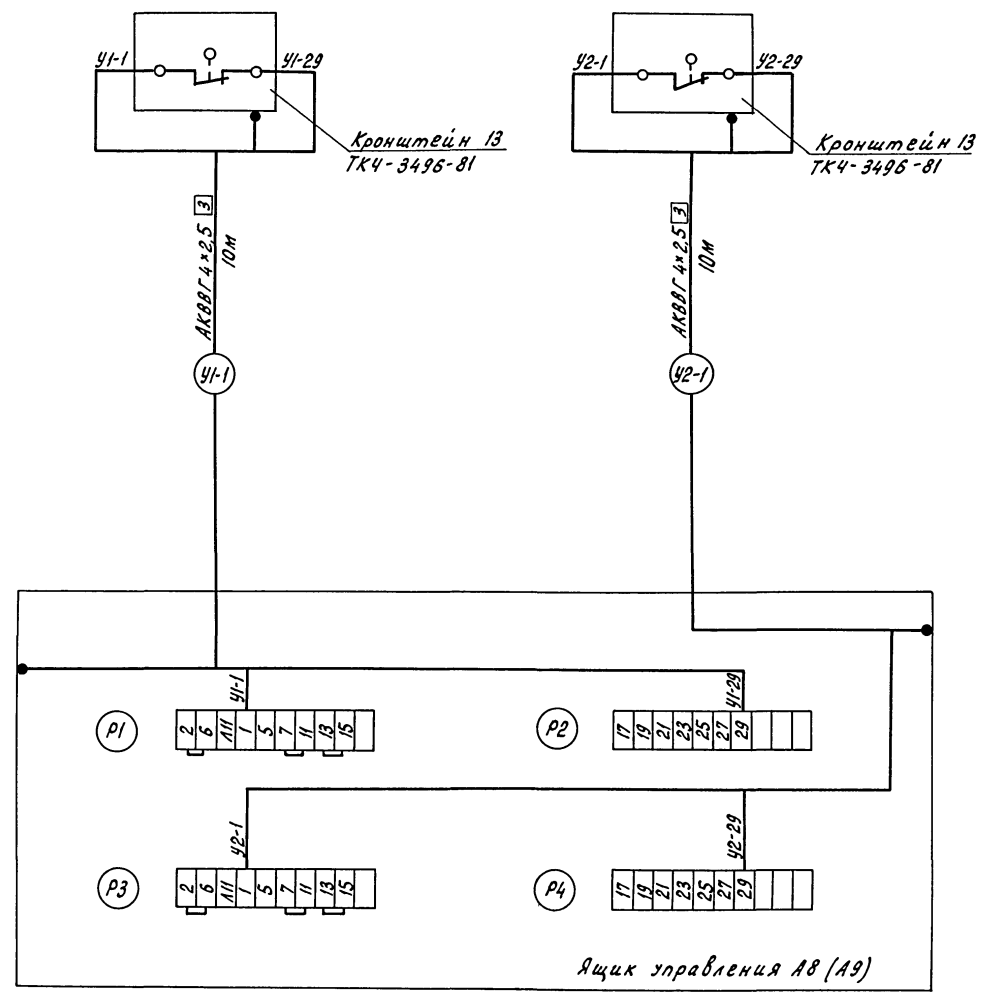 У1-1
У1-29
Кронштейн 13
ТКЧ-3496-81
У2-1
У2-29
Кронштейн 13
ТКЧ-3496-81
АКВВГ 4×2,5 3
10м
АКВВГ 4×2,5 3
10м
У1-1
У2-1
У1-1
У1-29
Р1
2 6 Л11 1 5 7 11 13 15
Р2
17 19 21 23 25 27 29
У2-1
У2-29
Р3
2 6 Л11 1 5 7 11 13 15
Р4
17 19 21 23 25 27 29
Ящик управления А8 (А9)